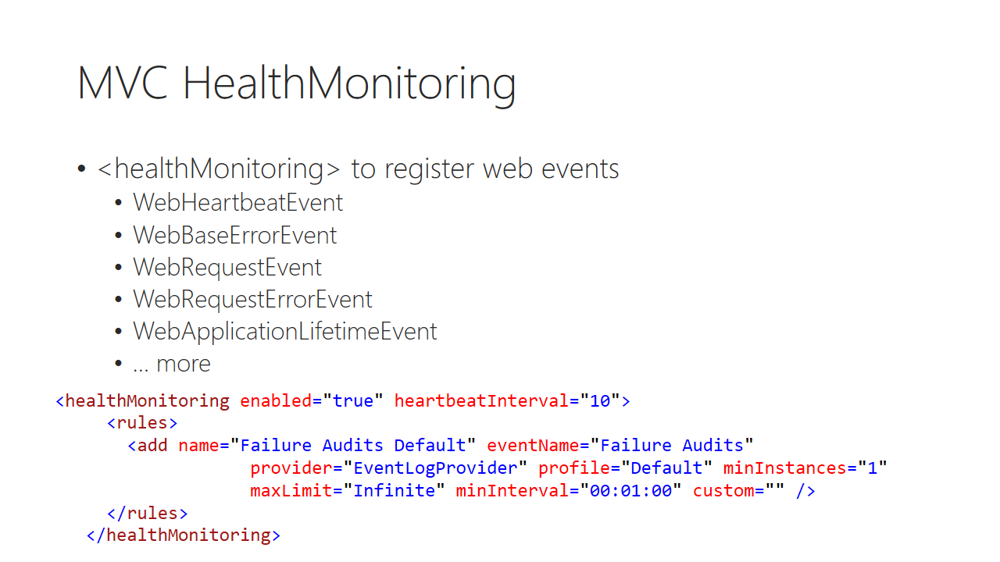 MVC HealthMonitoring
• <healthMonitoring> to register web events
• WebHeartbeatEvent
• WebBaseErrorEvent
• WebRequestEvent
• WebRequestErrorEvent
• WebApplicationLifetimeEvent
• ... more
<healthMonitoring enabled="true" heartbeatInterval="10">
<rules>
<add name="Failure Audits Default" eventName="Failure Audits"
provider="EventLogProvider" profile="Default" minInstances="1"
maxLimit="Infinite" minInterval="00:01:00" custom="" />
</rules>
</healthMonitoring>